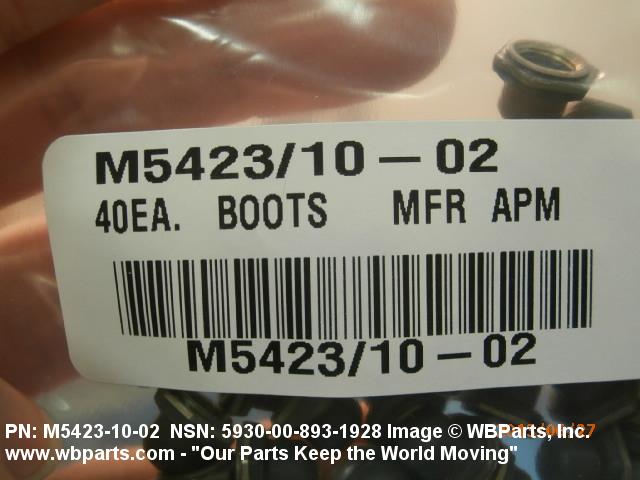 M5423/10-02
40EA. BOOTS MFR APM
M5423/10-02
PN: M5423-10-02 NSN: 5930-00-893-1928 Image © WBParts, Inc.
www.wbparts.com - "Our Parts Keep the World Moving"